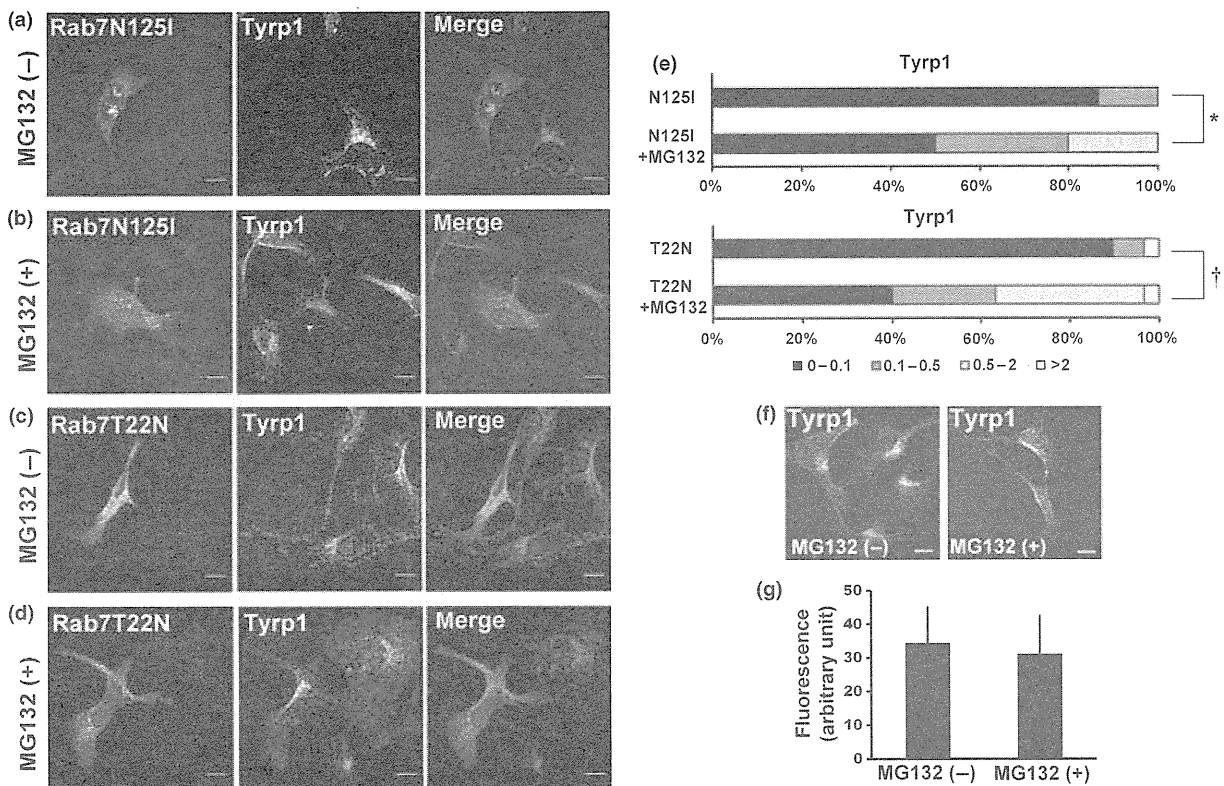 (a)
MG132 (–)
Rab7N125I
Tyrp1
Merge
(b)
MG132 (+)
Rab7N125I
Tyrp1
Merge
(c)
MG132 (–)
Rab7T22N
Tyrp1
Merge
(d)
MG132 (+)
Rab7T22N
Tyrp1
Merge
(e)
Tyrp1
N125I
N125I
+MG132
*
0% 20% 40% 60% 80% 100%
Tyrp1
T22N
T22N
+MG132
†
0% 20% 40% 60% 80% 100%
0–0.1 0.1–0.5 0.5–2 >2
(f)
Tyrp1
MG132 (–)
Tyrp1
MG132 (+)
(g)
Fluorescence
(arbitrary unit)
50
40
30
20
10
0
MG132 (–) MG132 (+)